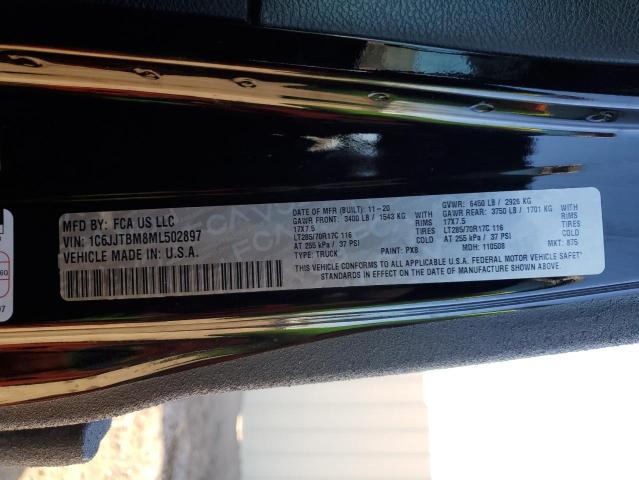 MFD BY: FCA US LLC
VIN: 1C6JJTBM8ML502897
VEHICLE MADE IN: U.S.A.
DATE OF MFR (BUILT): 11-20
GVWR: 6450 LB / 2926 KG
GAWR FRONT: 3400 LB / 1543 KG WITH
GAWR REAR: 3750 LB / 1701 KG WITH
17X7.5 RIMS
17X7.5 RIMS
LT285/70R17C 116 TIRES
LT285/70R17C 116 TIRES
AT 255 kPa / 37 PSI COLD
AT 255 kPa / 37 PSI COLD
TYPE: TRUCK PAINT: PX8 MDH: 110508 MKT: 875
THIS VEHICLE CONFORMS TO ALL APPLICABLE U.S.A. FEDERAL MOTOR VEHICLE SAFETY
STANDARDS IN EFFECT ON THE DATE OF MANUFACTURE SHOWN ABOVE.